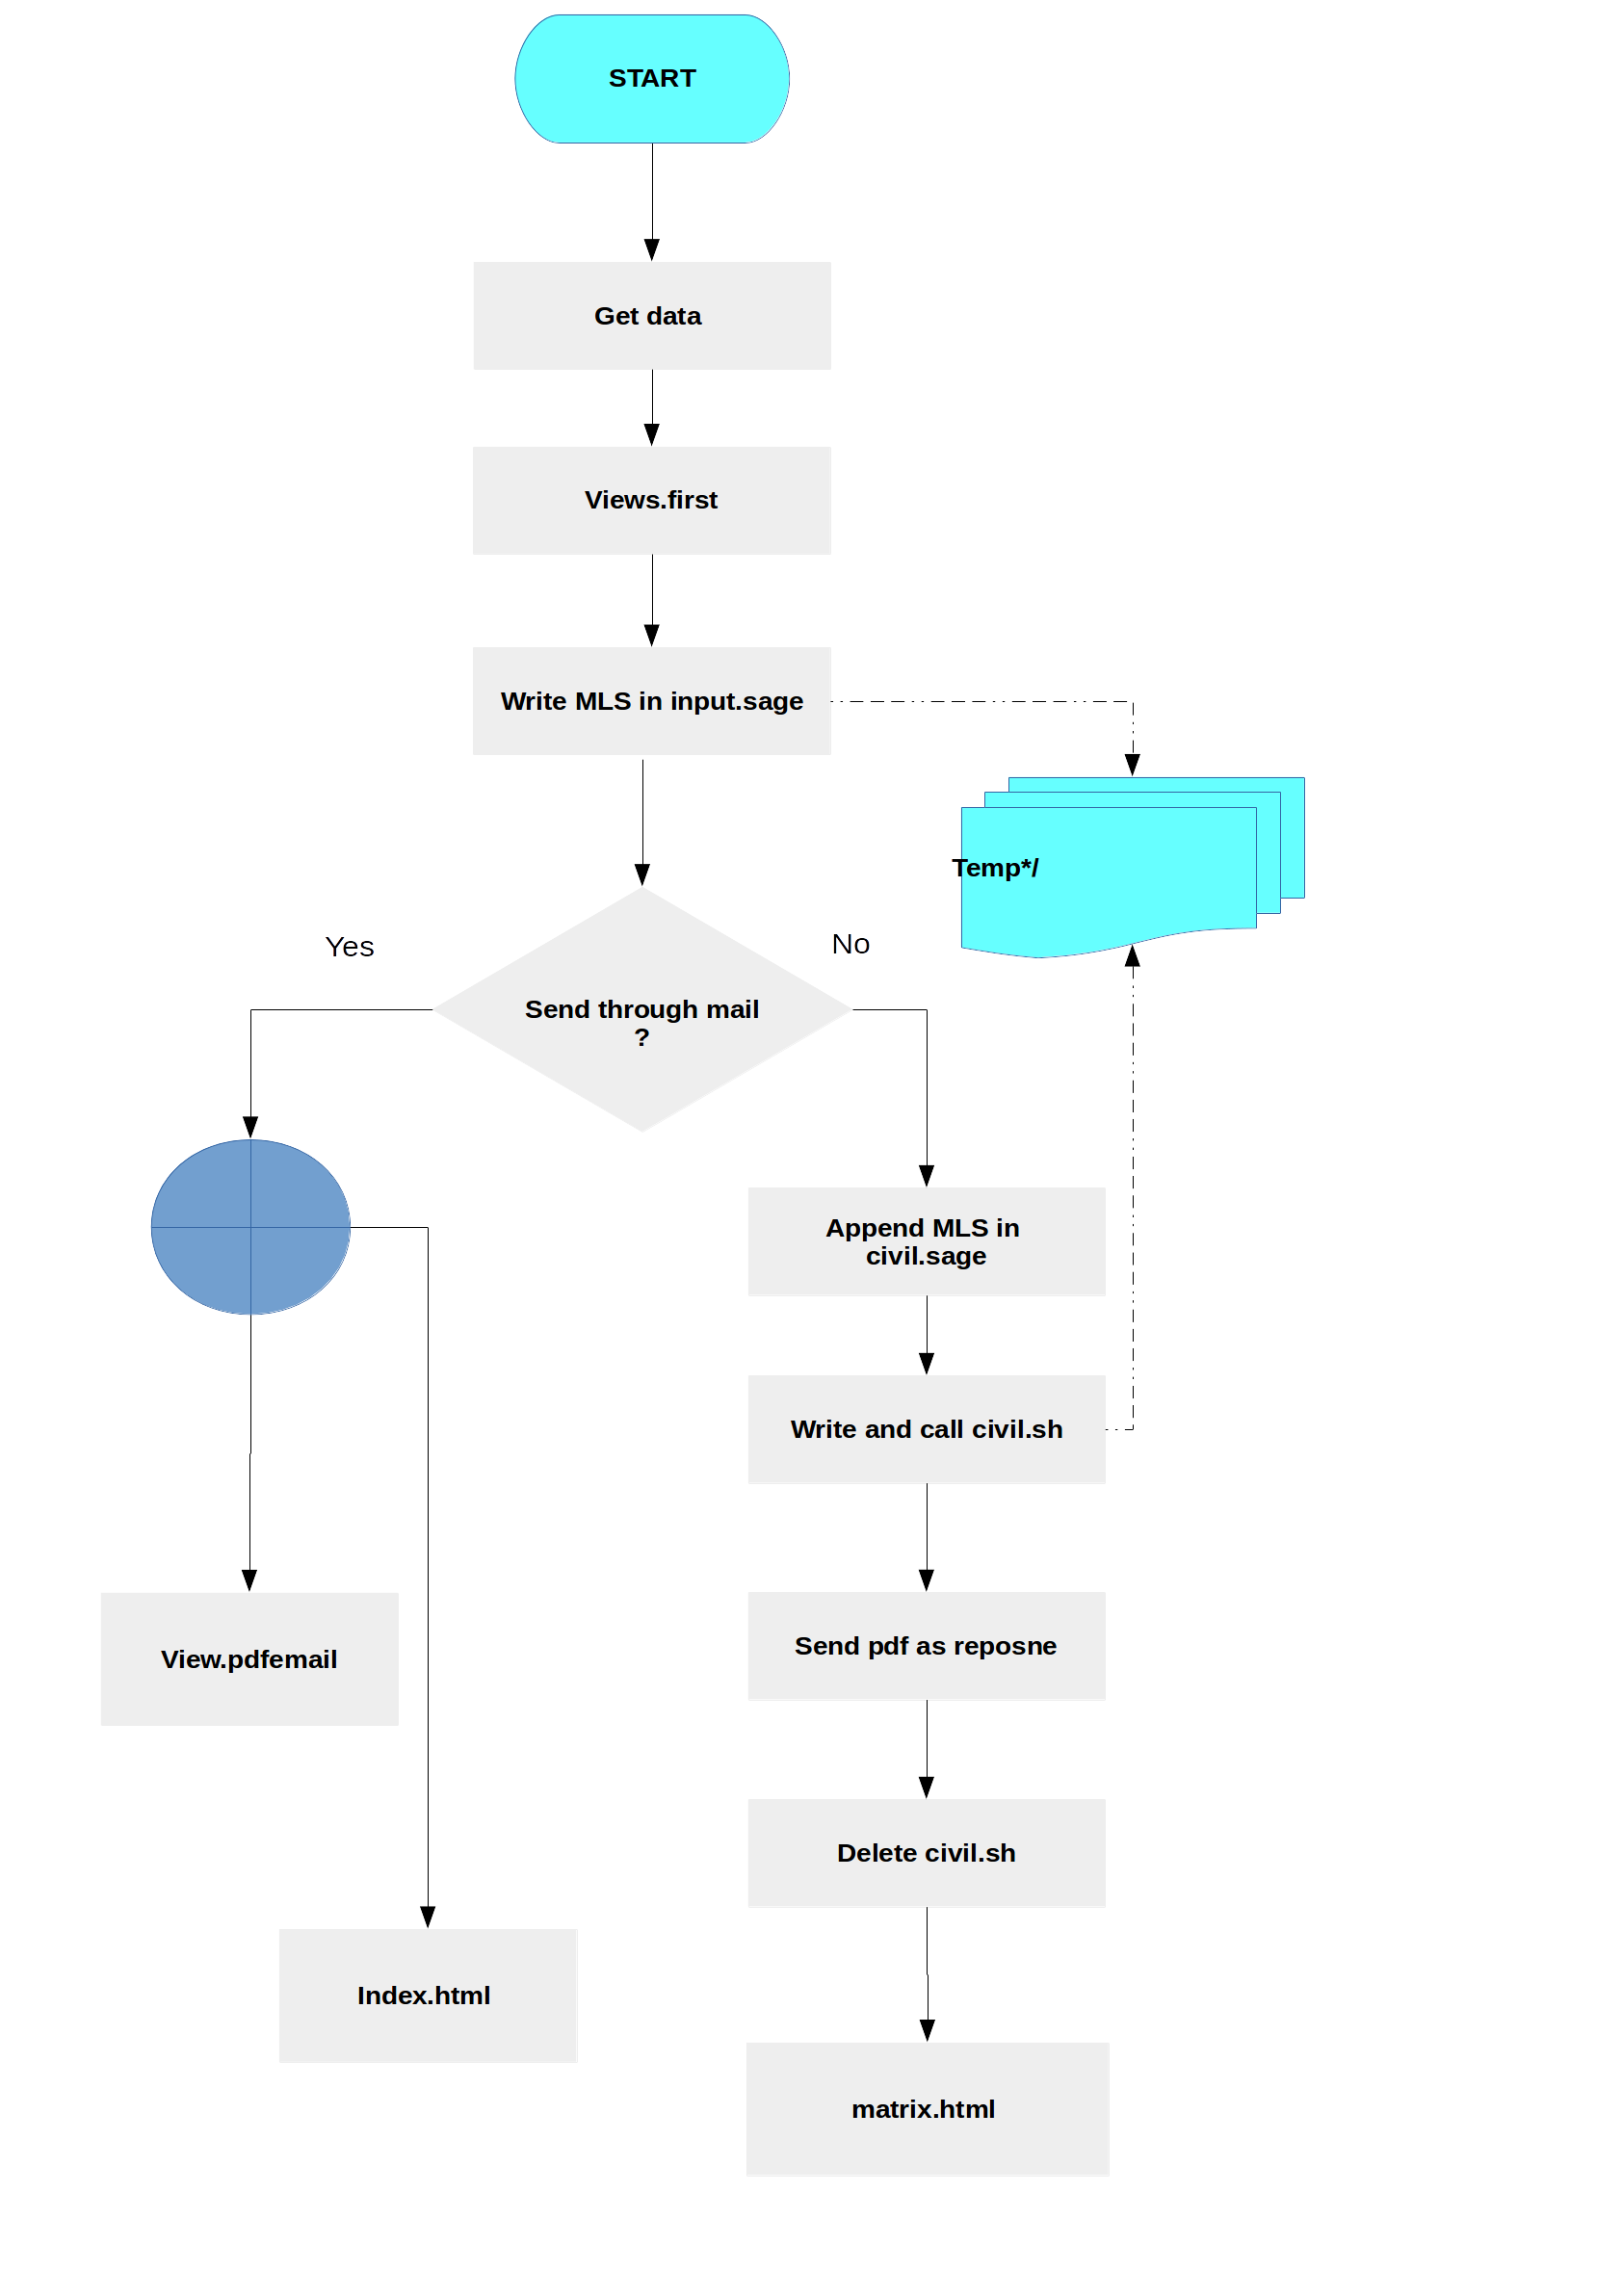 START
Get data
Views.first
Write MLS in input.sage
Temp*/
Yes
No
Send through mail
?
Append MLS in
civil.sage
Write and call civil.sh
Send pdf as reposne
View.pdfemail
Delete civil.sh
Index.html
matrix.html